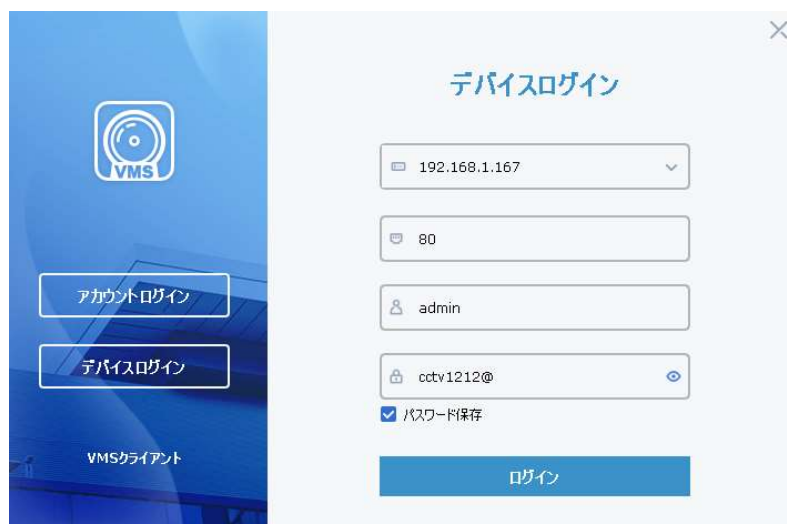 VMS
アカウントログイン
デバイスログイン
VMSクライアント
デバイスログイン
192.168.1.167
80
admin
cctv1212@
パスワード保存
ログイン